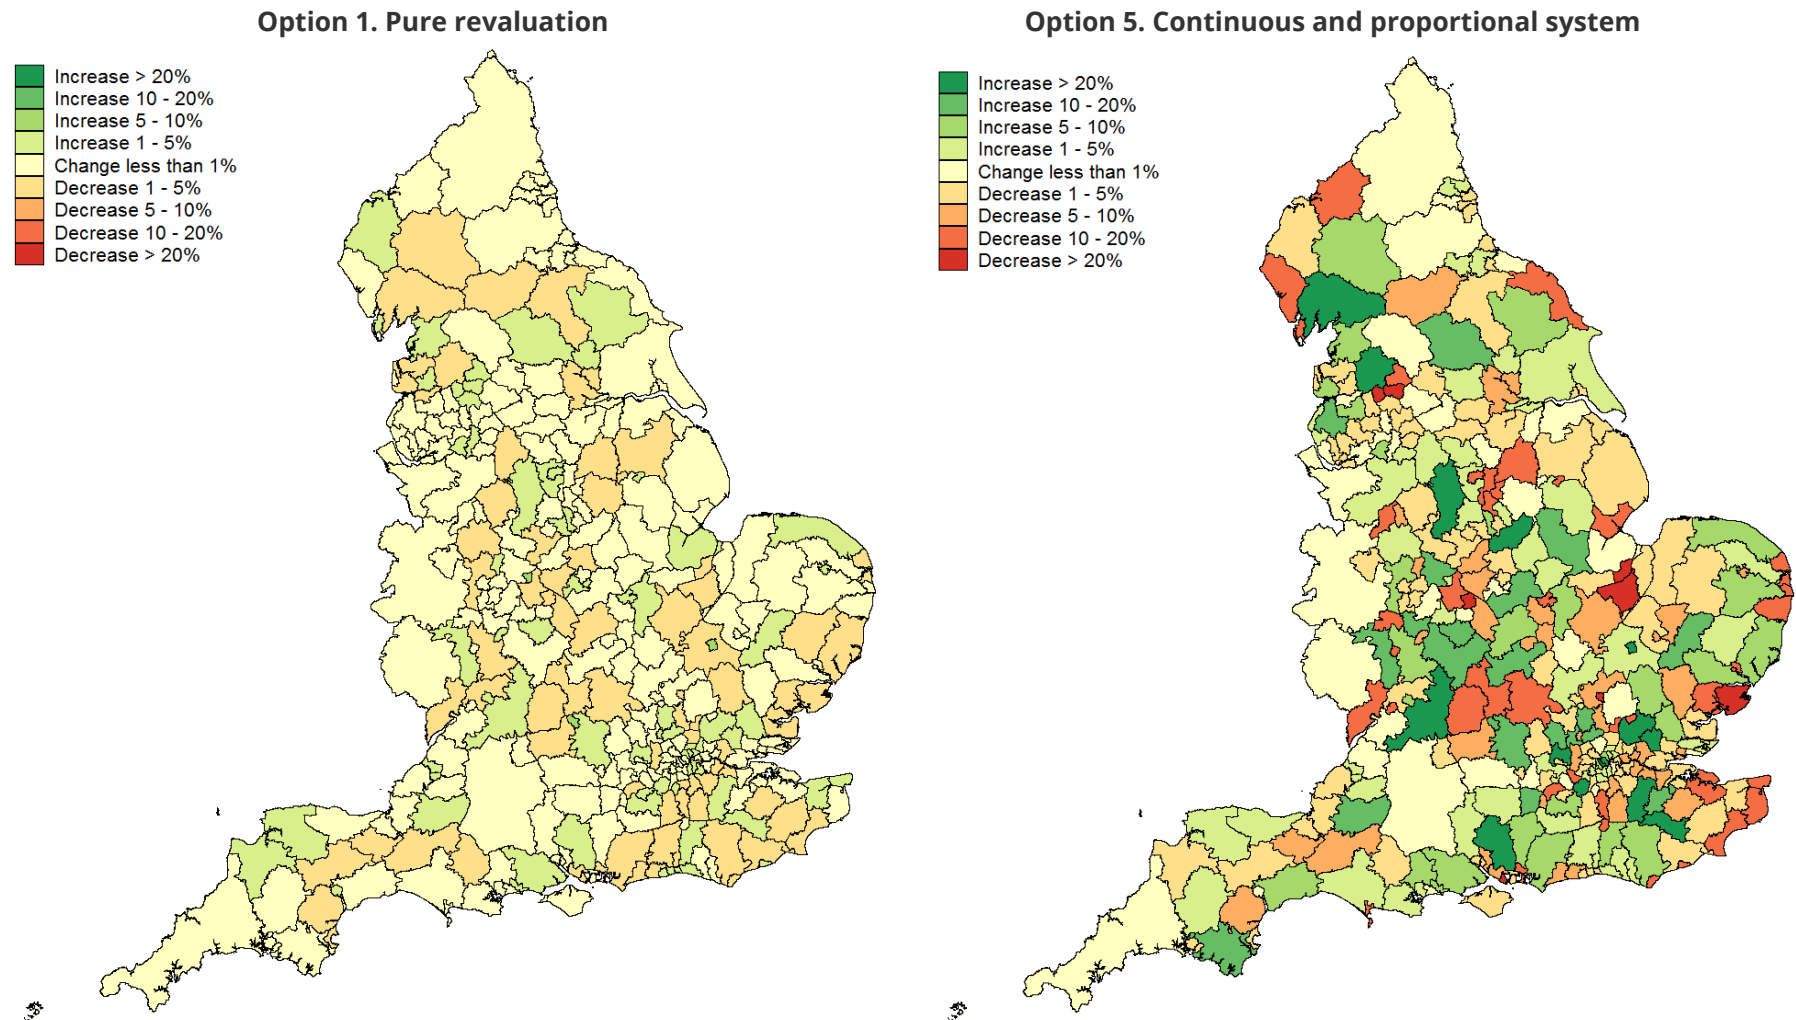 Option 1. Pure revaluation
Increase > 20%
Increase 10 - 20%
Increase 5 - 10%
Increase 1 - 5%
Change less than 1%
Decrease 1 - 5%
Decrease 5 - 10%
Decrease 10 - 20%
Decrease > 20%
Option 5. Continuous and proportional system
Increase > 20%
Increase 10 - 20%
Increase 5 - 10%
Increase 1 - 5%
Change less than 1%
Decrease 1 - 5%
Decrease 5 - 10%
Decrease 10 - 20%
Decrease > 20%